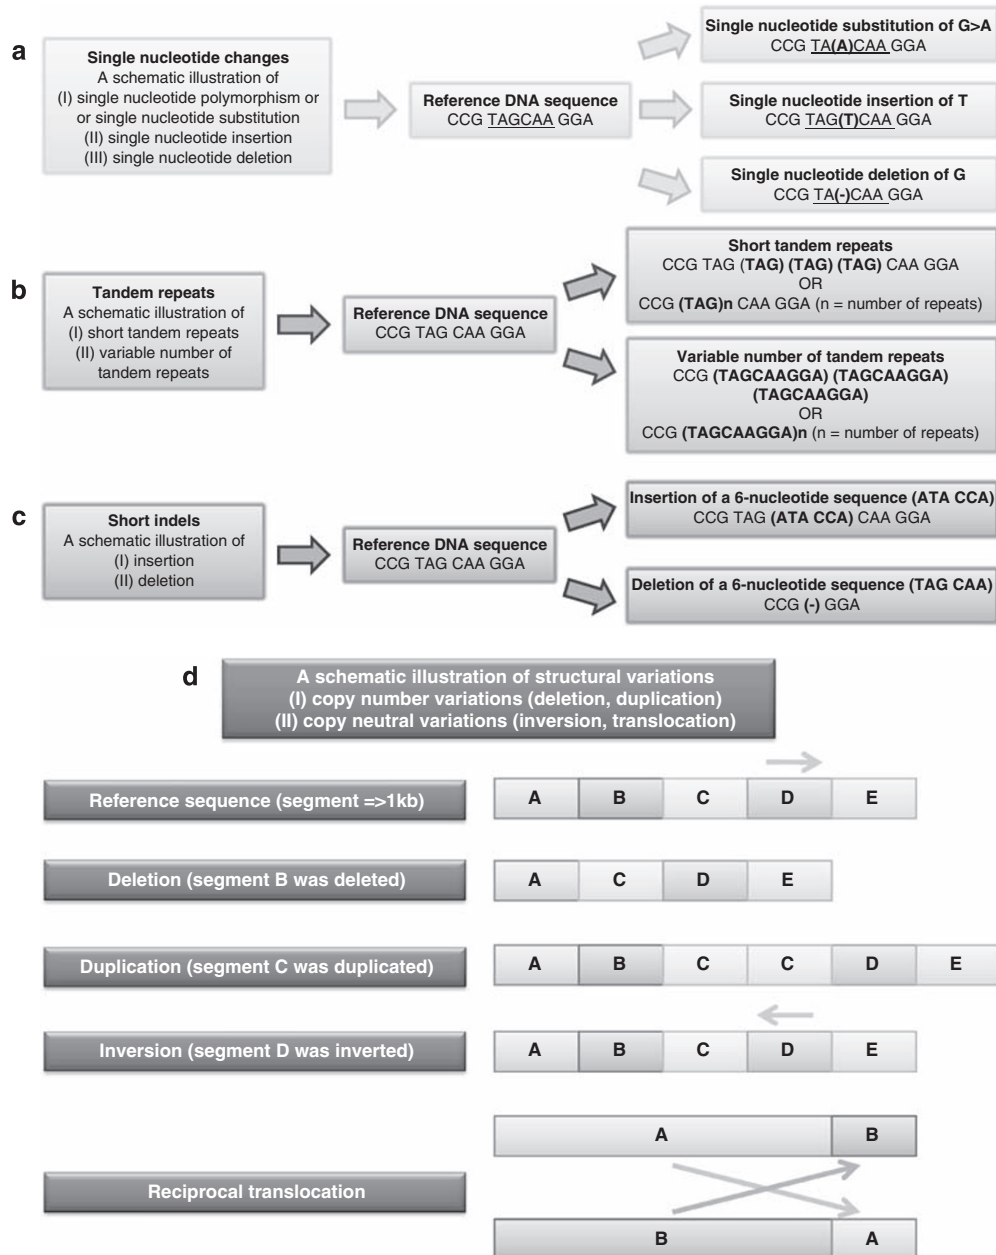 a
Single nucleotide changes
A schematic illustration of
(I) single nucleotide polymorphism or
or single nucleotide substitution
(II) single nucleotide insertion
(III) single nucleotide deletion
Reference DNA sequence
CCG TAGCAA GGA
Single nucleotide substitution of G>A
CCG TA(A)CAA GGA
Single nucleotide insertion of T
CCG TAG(T)CAA GGA
Single nucleotide deletion of G
CCG TA(-)CAA GGA
b
Tandem repeats
A schematic illustration of
(I) short tandem repeats
(II) variable number of
tandem repeats
Reference DNA sequence
CCG TAG CAA GGA
Short tandem repeats
CCG TAG (TAG) (TAG) (TAG) CAA GGA
OR
CCG (TAG)n CAA GGA (n = number of repeats)
Variable number of tandem repeats
CCG (TAGCAAGGA) (TAGCAAGGA)
(TAGCAAGGA)
OR
CCG (TAGCAAGGA)n (n = number of repeats)
c
Short indels
A schematic illustration of
(I) insertion
(II) deletion
Reference DNA sequence
CCG TAG CAA GGA
Insertion of a 6-nucleotide sequence (ATA CCA)
CCG TAG (ATA CCA) CAA GGA
Deletion of a 6-nucleotide sequence (TAG CAA)
CCG (-) GGA
d
A schematic illustration of structural variations
(I) copy number variations (deletion, duplication)
(II) copy neutral variations (inversion, translocation)
Reference sequence (segment =>1kb)
A B C D E
Deletion (segment B was deleted)
A C D E
Duplication (segment C was duplicated)
A B C C D E
Inversion (segment D was inverted)
A B C D E
Reciprocal translocation
A B
B A